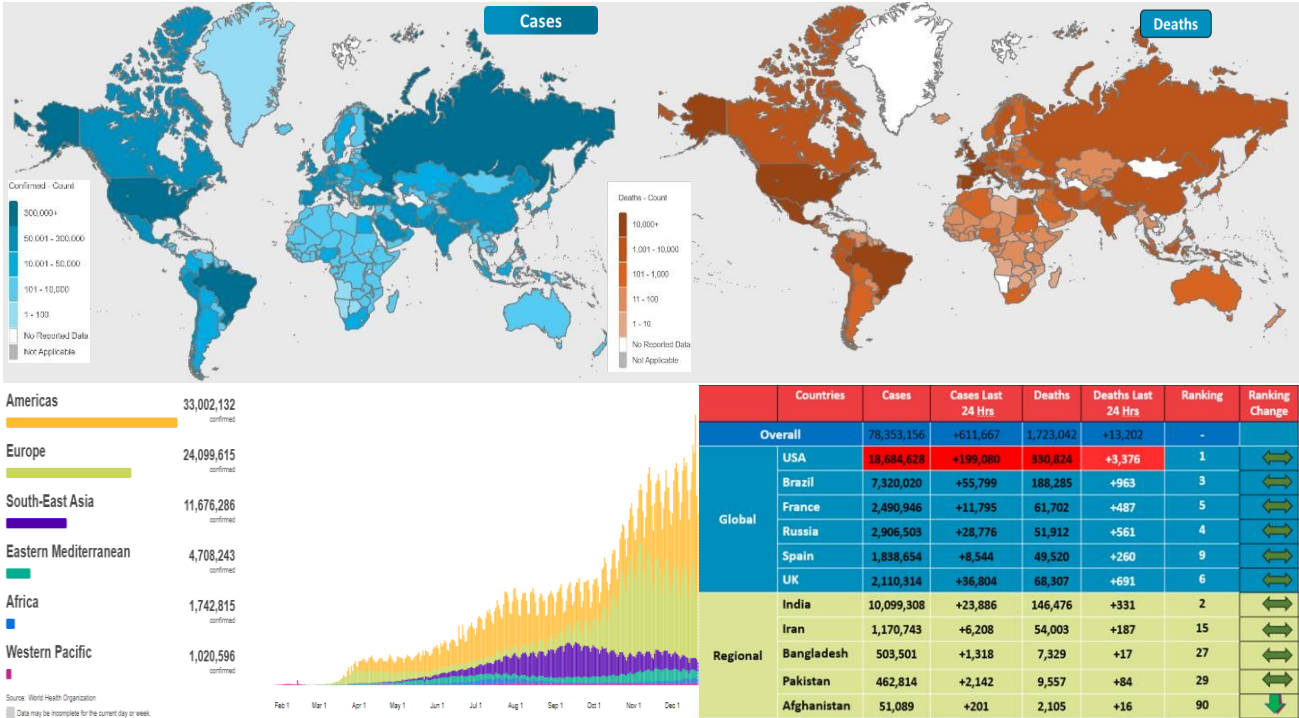 Cases
Deaths
Confirmed - Count
300,000+
50.001 - 300,000
10.001 - 50,000
101 - 10,000
1 - 100
No Reported Data
Not Applicable
Deaths - Count
10,000+
1.001 - 10,000
101 - 1,000
11 - 100
1 - 10
No Reported Data
Not Applicable
Americas 33,002,132
confirmed
Europe 24,099,615
confirmed
South-East Asia 11,676,286
confirmed
Eastern Mediterranean 4,708,243
confirmed
Africa 1,742,815
confirmed
Western Pacific 1,020,596
confirmed
Source: World Health Organization
Data may be incomplete for the current day or week.
Feb 1 Mar 1 Apr 1 May 1 Jun 1 Jul 1 Aug 1 Sep 1 Oct 1 Nov 1 Dec 1
Countries Cases Cases Last 24 Hrs Deaths Deaths Last 24 Hrs Ranking Ranking Change
Overall 78,353,156 +611,667 1,723,042 +13,202 -
Global
USA 18,684,628 +199,080 330,824 +3,376 1
Brazil 7,320,020 +55,799 188,285 +963 3
France 2,490,946 +11,795 61,702 +487 5
Russia 2,906,503 +28,776 51,912 +561 4
Spain 1,838,654 +8,544 49,520 +260 9
UK 2,110,314 +36,804 68,307 +691 6
Regional
India 10,099,308 +23,886 146,476 +331 2
Iran 1,170,743 +6,208 54,003 +187 15
Bangladesh 503,501 +1,318 7,329 +17 27
Pakistan 462,814 +2,142 9,557 +84 29
Afghanistan 51,089 +201 2,105 +16 90